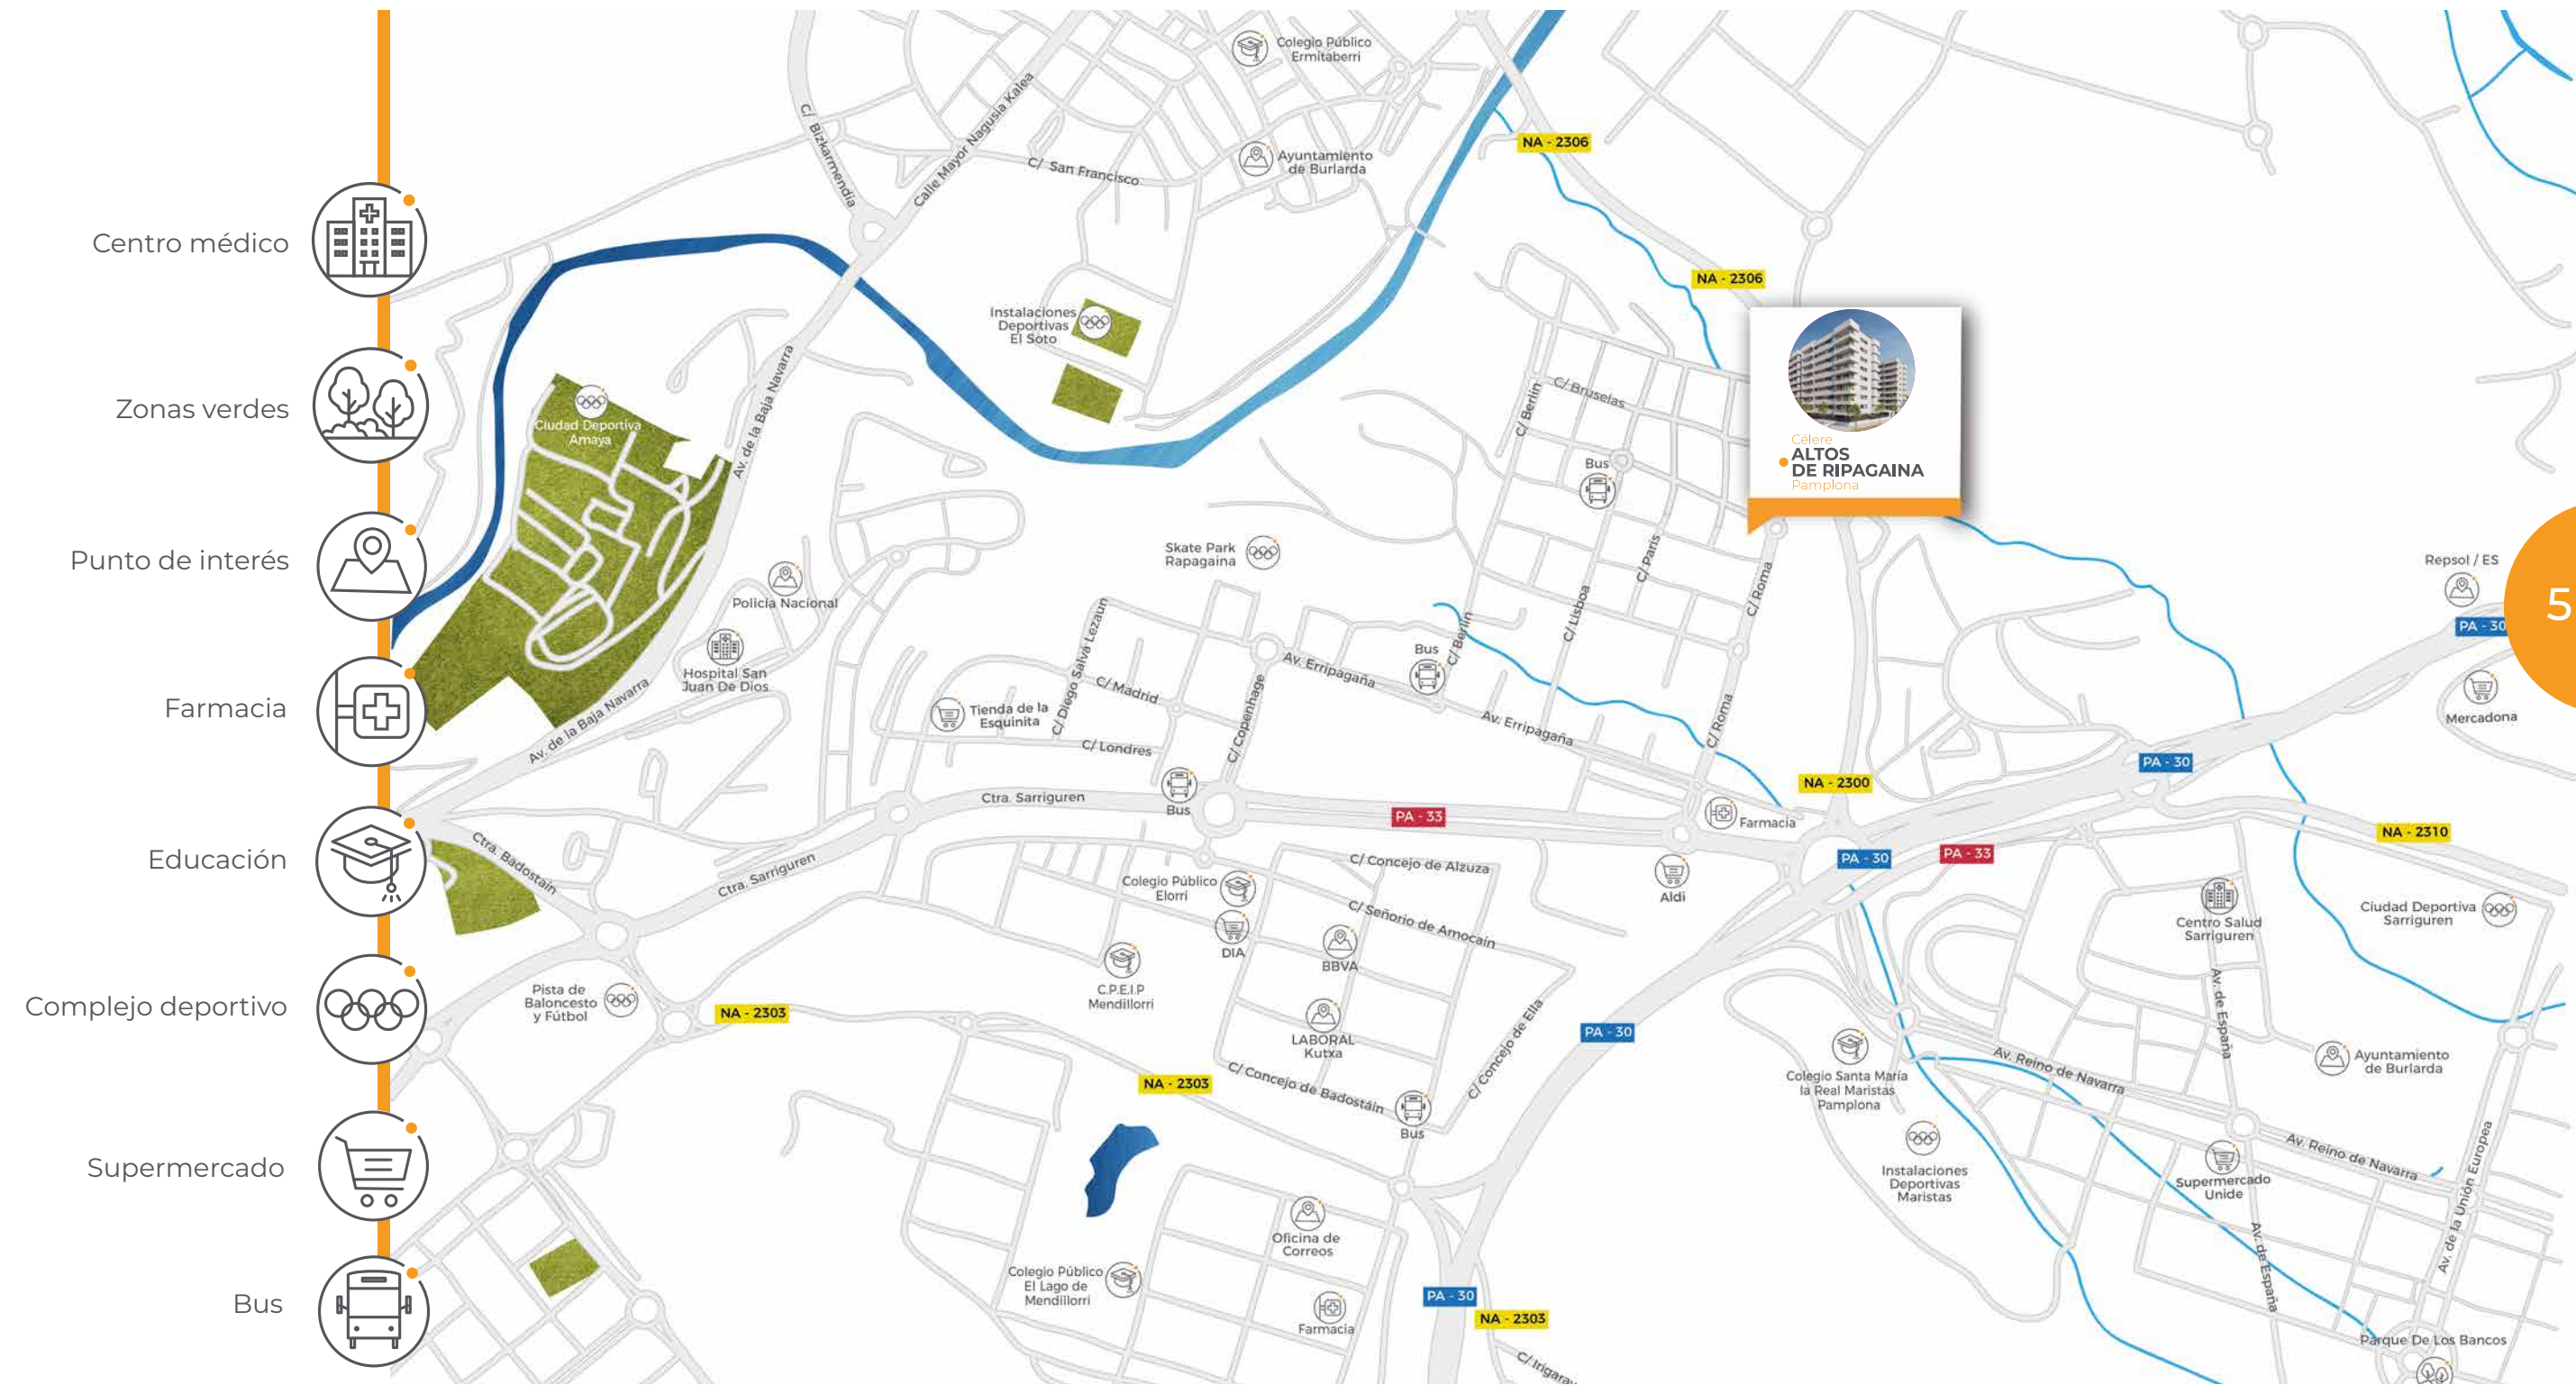 Centro médico
Zonas verdes
Punto de interés
Farmacia
Educación
Complejo deportivo
Supermercado
Bus
Colegio Público
Ermitaberri
C/ Bizkarmendía
Calle Mayor Nagusia Kalea
C/ San Francisco
Ayuntamiento
de Burlarda
NA - 2306
NA - 2306
Instalaciones
Deportivas
El Soto
Ciudad Deportiva
Amaya
Av. de la Baja Navarra
C/ Berlin
C/ Bruselas
Célere
ALTOS
DE RIPAGAINA
Pamplona
Bus
Skate Park
Rapagaina
C/ Paris
C/ Roma
C/ Lisboa
Repsol / ES
PA - 30
5
Policía Nacional
Hospital San
Juan De Dios
Av. de la Baja Navarra
C/ Diego Salva Lezaun
C/ Madrid
Tienda de la
Esquinita
C/ Londres
C/ Copenhage
Av. Erripagaña
Bus
C/ Berlin
Av. Erripagaña
C/ Roma
Mercadona
PA - 30
NA - 2300
Bus
Ctra. Sarriguren
PA - 33
Farmacia
NA - 2310
Ctra. Badostain
Ctra. Sarriguren
Colegio Público
Elorri
C/ Concejo de Alzuza
Aldi
PA - 30
PA - 33
DIA
C/ Señorio de Amocain
BBVA
Centro Salud
Sarriguren
Ciudad Deportiva
Sarriguren
Pista de
Baloncesto
y Fútbol
NA - 2303
C.P.E.I.P
Mendillorri
LABORAL
Kutxa
C/ Concejo de Ella
PA - 30
Av. de España
NA - 2303
C/ Concejo de Badostáin
Bus
Colegio Santa María
la Real Maristas
Pamplona
Av. Reino de Navarra
Ayuntamiento
de Burlarda
Instalaciones
Deportivas
Maristas
Av. Reino de Navarra
Supermercado
Unide
Av. de la Unión Europea
Av. de España
Oficina de
Correos
Colegio Público
El Lago de
Mendillorri
Farmacia
PA - 30
NA - 2303
C/ Irigaray
Parque De Los Bancos